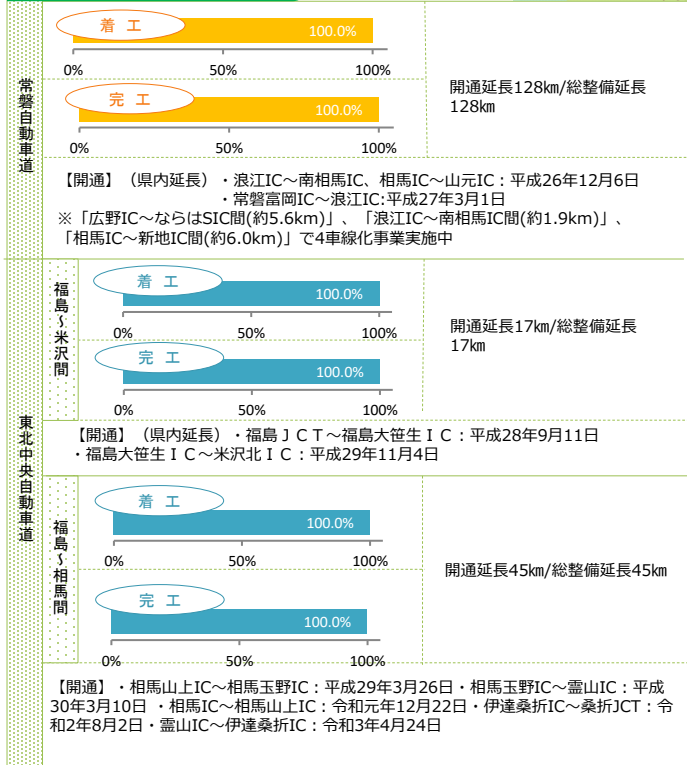 常磐自動車道
着 工
100.0%
0% 50% 100%
完 工
100.0%
0% 50% 100%
開通延長128km/総整備延長
128km
【開通】（県内延長）・浪江IC～南相馬IC、相馬IC～山元IC：平成26年12月6日
・常磐富岡IC～浪江IC:平成27年3月1日
※「広野IC～ならはSIC間(約5.6km)」、「浪江IC～南相馬IC間(約1.9km)」、
「相馬IC～新地IC間(約6.0km)」で4車線化事業実施中
東北中央自動車道
福島～米沢間
着 工
100.0%
0% 50% 100%
完 工
100.0%
0% 50% 100%
開通延長17km/総整備延長
17km
【開通】（県内延長）・福島ＪＣＴ～福島大笹生ＩＣ：平成28年9月11日
・福島大笹生ＩＣ～米沢北ＩＣ：平成29年11月4日
福島～相馬間
着 工
100.0%
0% 50% 100%
完 工
100.0%
0% 50% 100%
開通延長45km/総整備延長45km
【開通】・相馬山上IC～相馬玉野IC：平成29年3月26日・相馬玉野IC～霊山IC：平成
30年3月10日 ・相馬IC～相馬山上IC：令和元年12月22日・伊達桑折IC～桑折JCT：令
和2年8月2日・霊山IC～伊達桑折IC：令和3年4月24日